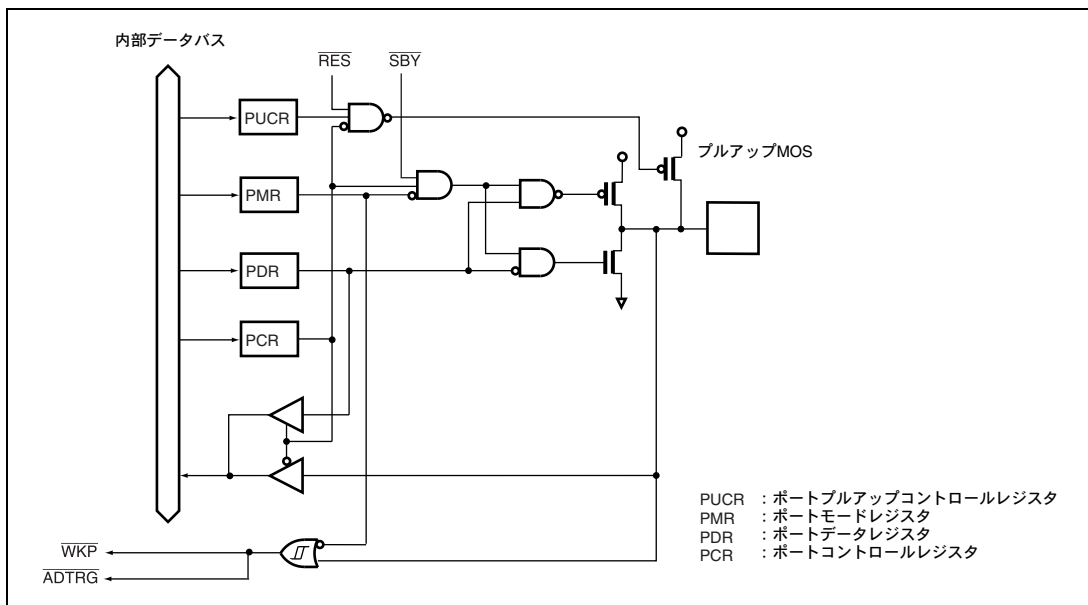 内部データバス
RES
SBY
PUCR
プルアップMOS
PMR
PDR
PCR
PUCR :ポートプルアップコントロールレジスタ
PMR :ポートモードレジスタ
PDR :ポートデータレジスタ
PCR :ポートコントロールレジスタ
WKP
ADTRG